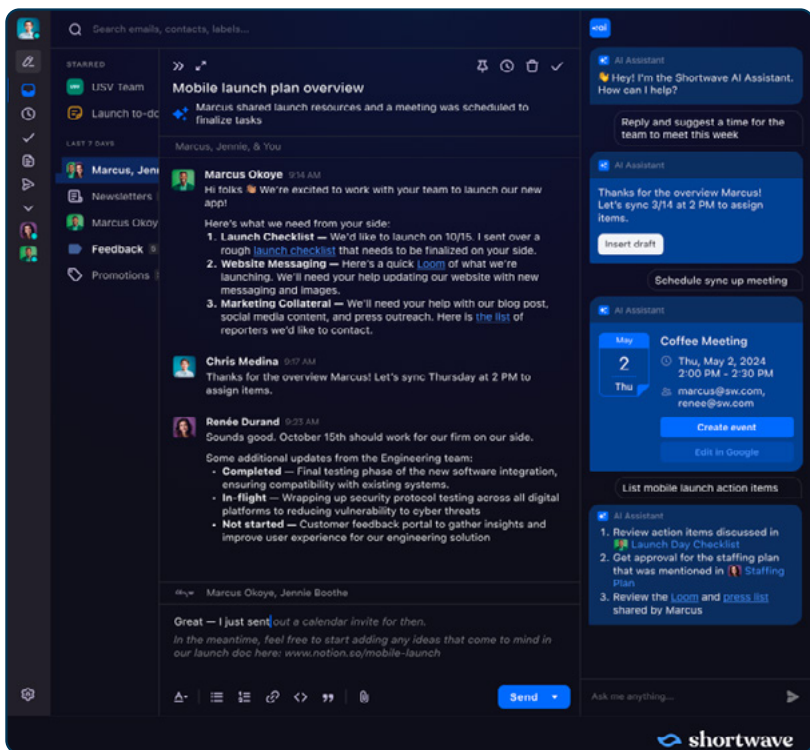 Search emails, contacts, labels...
STARRED
USV Team
Launch to-do
LAST 7 DAYS
Marcus, Jenn
Newsletters
Marcus Okoy
Feedback 5
Promotions
Mobile launch plan overview
Marcus shared launch resources and a meeting was scheduled to
finalize tasks
Marcus, Jennie, & You
Marcus Okoye 9:14 AM
Hi folks 👋 We're excited to work with your team to launch our new
app!
Here's what we need from your side:
1. Launch Checklist — We'd like to launch on 10/15. I sent over a
rough launch checklist that needs to be finalized on your side.
2. Website Messaging — Here's a quick Loom of what we're
launching. We'll need your help updating our website with new
messaging and images.
3. Marketing Collateral — We'll need your help with our blog post,
social media content, and press outreach. Here is the list of
reporters we'd like to contact.
Chris Medina 9:17 AM
Thanks for the overview Marcus! Let's sync Thursday at 2 PM to
assign items.
Renée Durand 9:23 AM
Sounds good. October 15th should work for our firm on our side.
Some additional updates from the Engineering team:
• Completed — Final testing phase of the new software integration,
ensuring compatibility with existing systems.
• In-flight — Wrapping up security protocol testing across all digital
platforms to reducing vulnerability to cyber threats
• Not started — Customer feedback portal to gather insights and
improve user experience for our engineering solution
Marcus Okoye, Jennie Boothe
Great — I just sent out a calendar invite for then.
In the meantime, feel free to start adding any ideas that come to mind in
our launch doc here: www.notion.so/mobile-launch
Send
AI Assistant
👋 Hey! I'm the Shortwave AI Assistant.
How can I help?
Reply and suggest a time for the
team to meet this week
AI Assistant
Thanks for the overview Marcus!
Let's sync 3/14 at 2 PM to assign
items.
Insert draft
Schedule sync up meeting
AI Assistant
May
2
Thu
Coffee Meeting
Thu, May 2, 2024
2:00 PM - 2:30 PM
marcus@sw.com,
renee@sw.com
Create event
Edit in Google
List mobile launch action items
AI Assistant
1. Review action items discussed in
Launch Day Checklist
2. Get approval for the staffing plan
that was mentioned in Staffing
Plan
3. Review the Loom and press list
shared by Marcus
Ask me anything...
shortwave